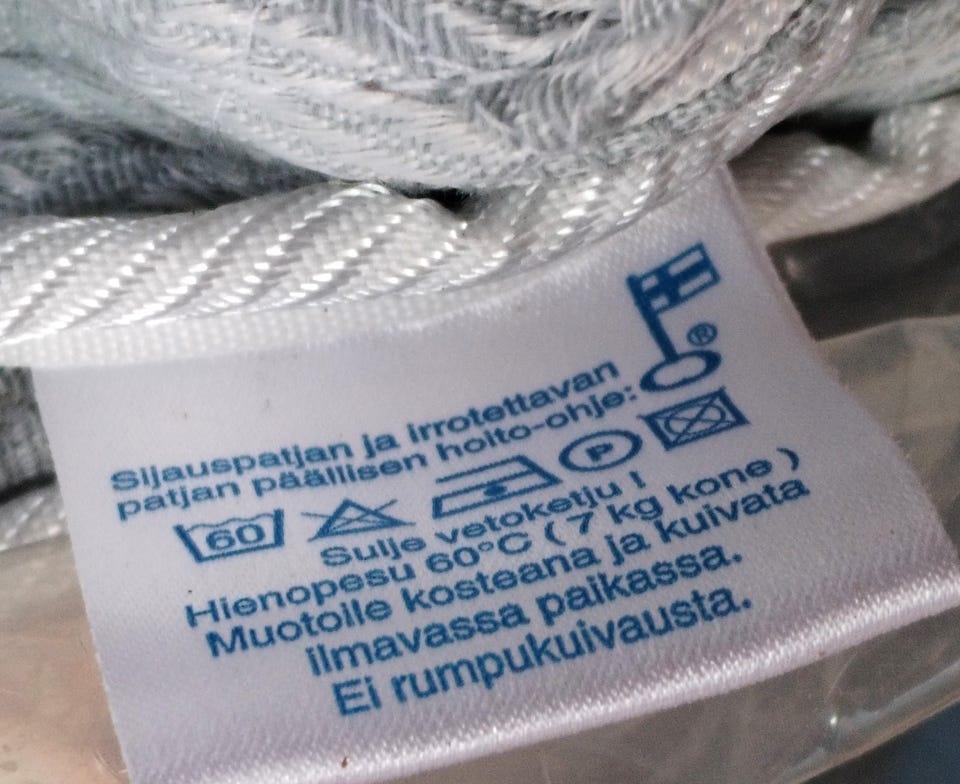 ®
Sijauspatjan ja irrotettavan
patjan päällisen hoito-ohje:
60 P
Sulje vetoketju !
Hienopesu 60°C ( 7 kg kone )
Muotoile kosteana ja kuivata
ilmavassa paikassa.
Ei rumpukuivausta.